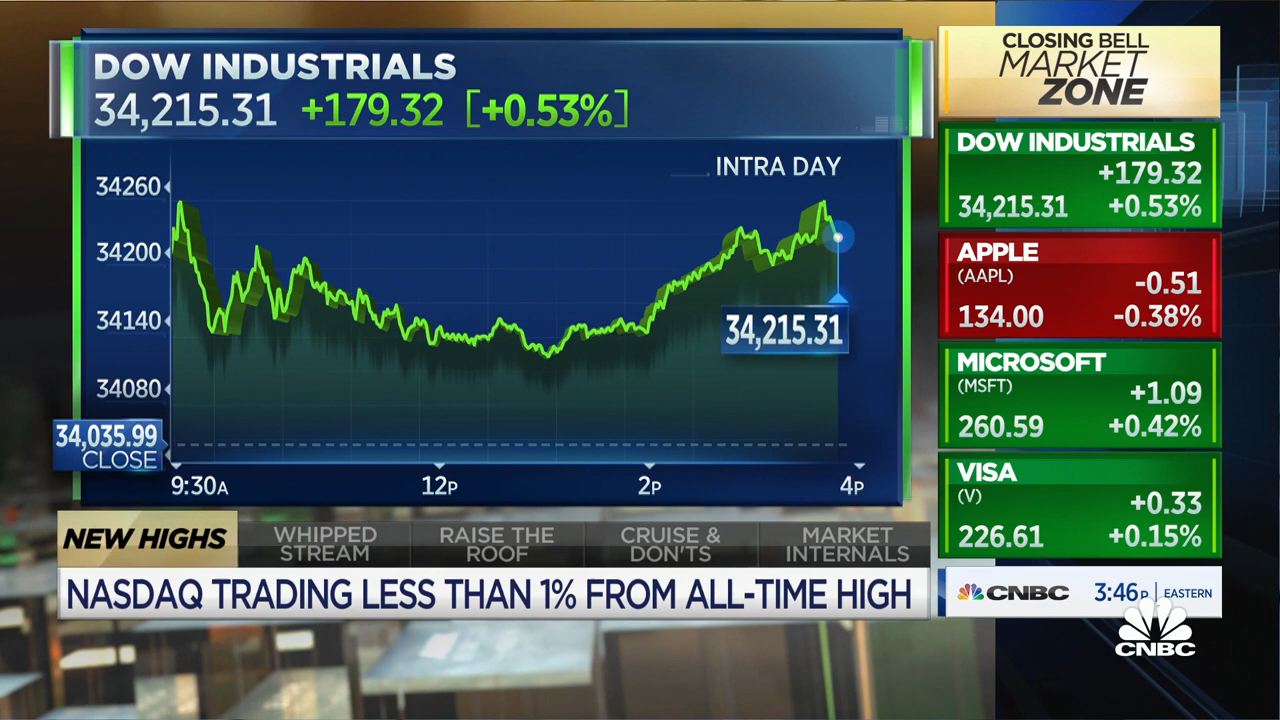 DOW INDUSTRIALS
34,215.31 +179.32 [+0.53%]
INTRA DAY
34260
34200
34140
34080
34,035.99
CLOSE
34,215.31
9:30A 12P 2P 4P
NEW HIGHS
WHIPPED
STREAM
RAISE THE
ROOF
CRUISE &
DON'TS
MARKET
INTERNALS
NASDAQ TRADING LESS THAN 1% FROM ALL-TIME HIGH
CLOSING BELL
MARKET
ZONE
DOW INDUSTRIALS
+179.32
34,215.31 +0.53%
APPLE
(AAPL) -0.51
134.00 -0.38%
MICROSOFT
(MSFT) +1.09
260.59 +0.42%
VISA
(V) +0.33
226.61 +0.15%
CNBC 3:46P EASTERN
CNBC